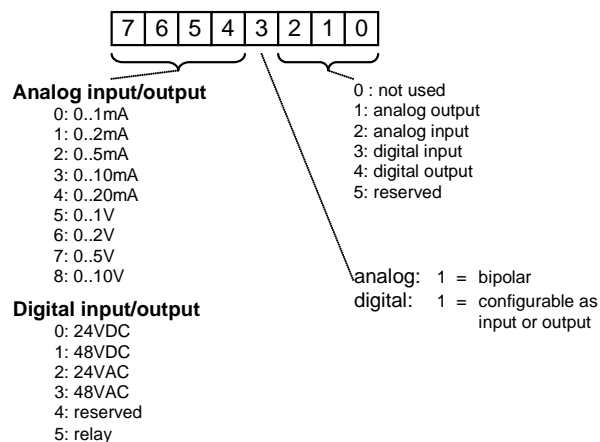 7 6 5 4 3 2 1 0
Analog input/output
0: 0..1mA
1: 0..2mA
2: 0..5mA
3: 0..10mA
4: 0..20mA
5: 0..1V
6: 0..2V
7: 0..5V
8: 0..10V
Digital input/output
0: 24VDC
1: 48VDC
2: 24VAC
3: 48VAC
4: reserved
5: relay
0 : not used
1: analog output
2: analog input
3: digital input
4: digital output
5: reserved
analog: 1 = bipolar
digital: 1 = configurable as
input or output